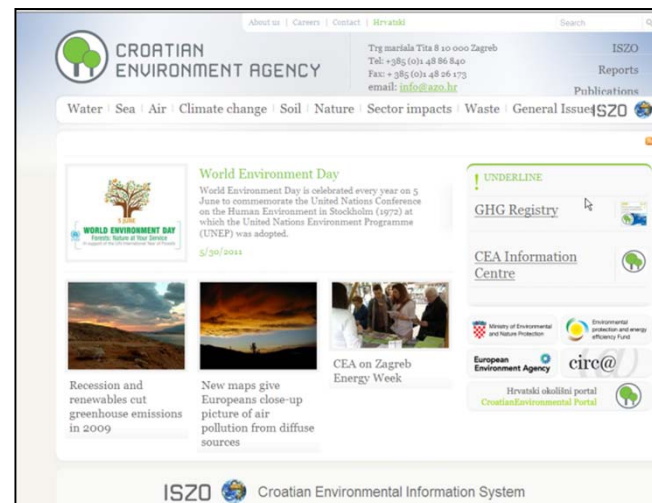 About us | Careers | Contact | Hrvatski
Search
CROATIAN
ENVIRONMENT AGENCY
Trg maršala Tita 8 10 000 Zagreb
Tel: +385 (0)1 48 86 840
Fax: + 385 (0)1 48 26 173
email: info@azo.hr
ISZO
Reports
Publications
Water | Sea | Air | Climate change | Soil | Nature | Sector impacts | Waste | General Issues
ISZO
5 JUNE
WORLD ENVIRONMENT DAY
Forests: Nature at Your Service
World Environment Day
World Environment Day is celebrated every year on 5
June to commemorate the United Nations Conference
on the Human Environment in Stockholm (1972) at
which the United Nations Environment Programme
(UNEP) was adopted.
5/30/2011
Recession and
renewables cut
greenhouse emissions
in 2009
New maps give
Europeans close-up
picture of air
pollution from diffuse
sources
CEA on Zagreb
Energy Week
! UNDERLINE
GHG Registry
CEA Information
Centre
Ministry of Environmental
and Nature Protection
Environmental
protection and energy
efficiency Fund
European
Environment Agency
circ@
Hrvatski okolišni portal
CroatianEnvironmental Portal
ISZO Croatian Environmental Information System